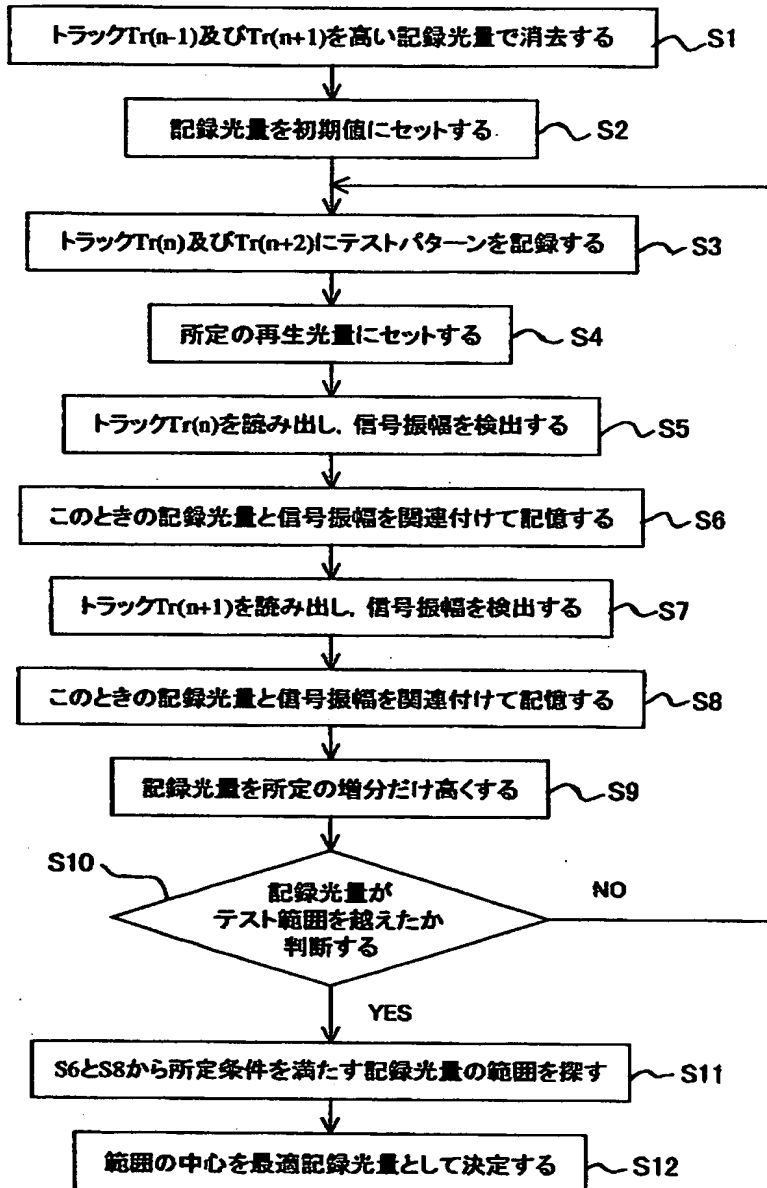 トラックTr(n-1)及びTr(n+1)を高い記録光量で消去する S1
記録光量を初期値にセットする S2
トラックTr(n)及びTr(n+2)にテストパターンを記録する S3
所定の再生光量にセットする S4
トラックTr(n)を読み出し、信号振幅を検出する S5
このときの記録光量と信号振幅を関連付けて記憶する S6
トラックTr(n+1)を読み出し、信号振幅を検出する S7
このときの記録光量と信号振幅を関連付けて記憶する S8
記録光量を所定の増分だけ高くする S9
S10
記録光量が
テスト範囲を越えたか
判断する
NO
YES
S6とS8から所定条件を満たす記録光量の範囲を探す S11
範囲の中心を最適記録光量として決定する S12